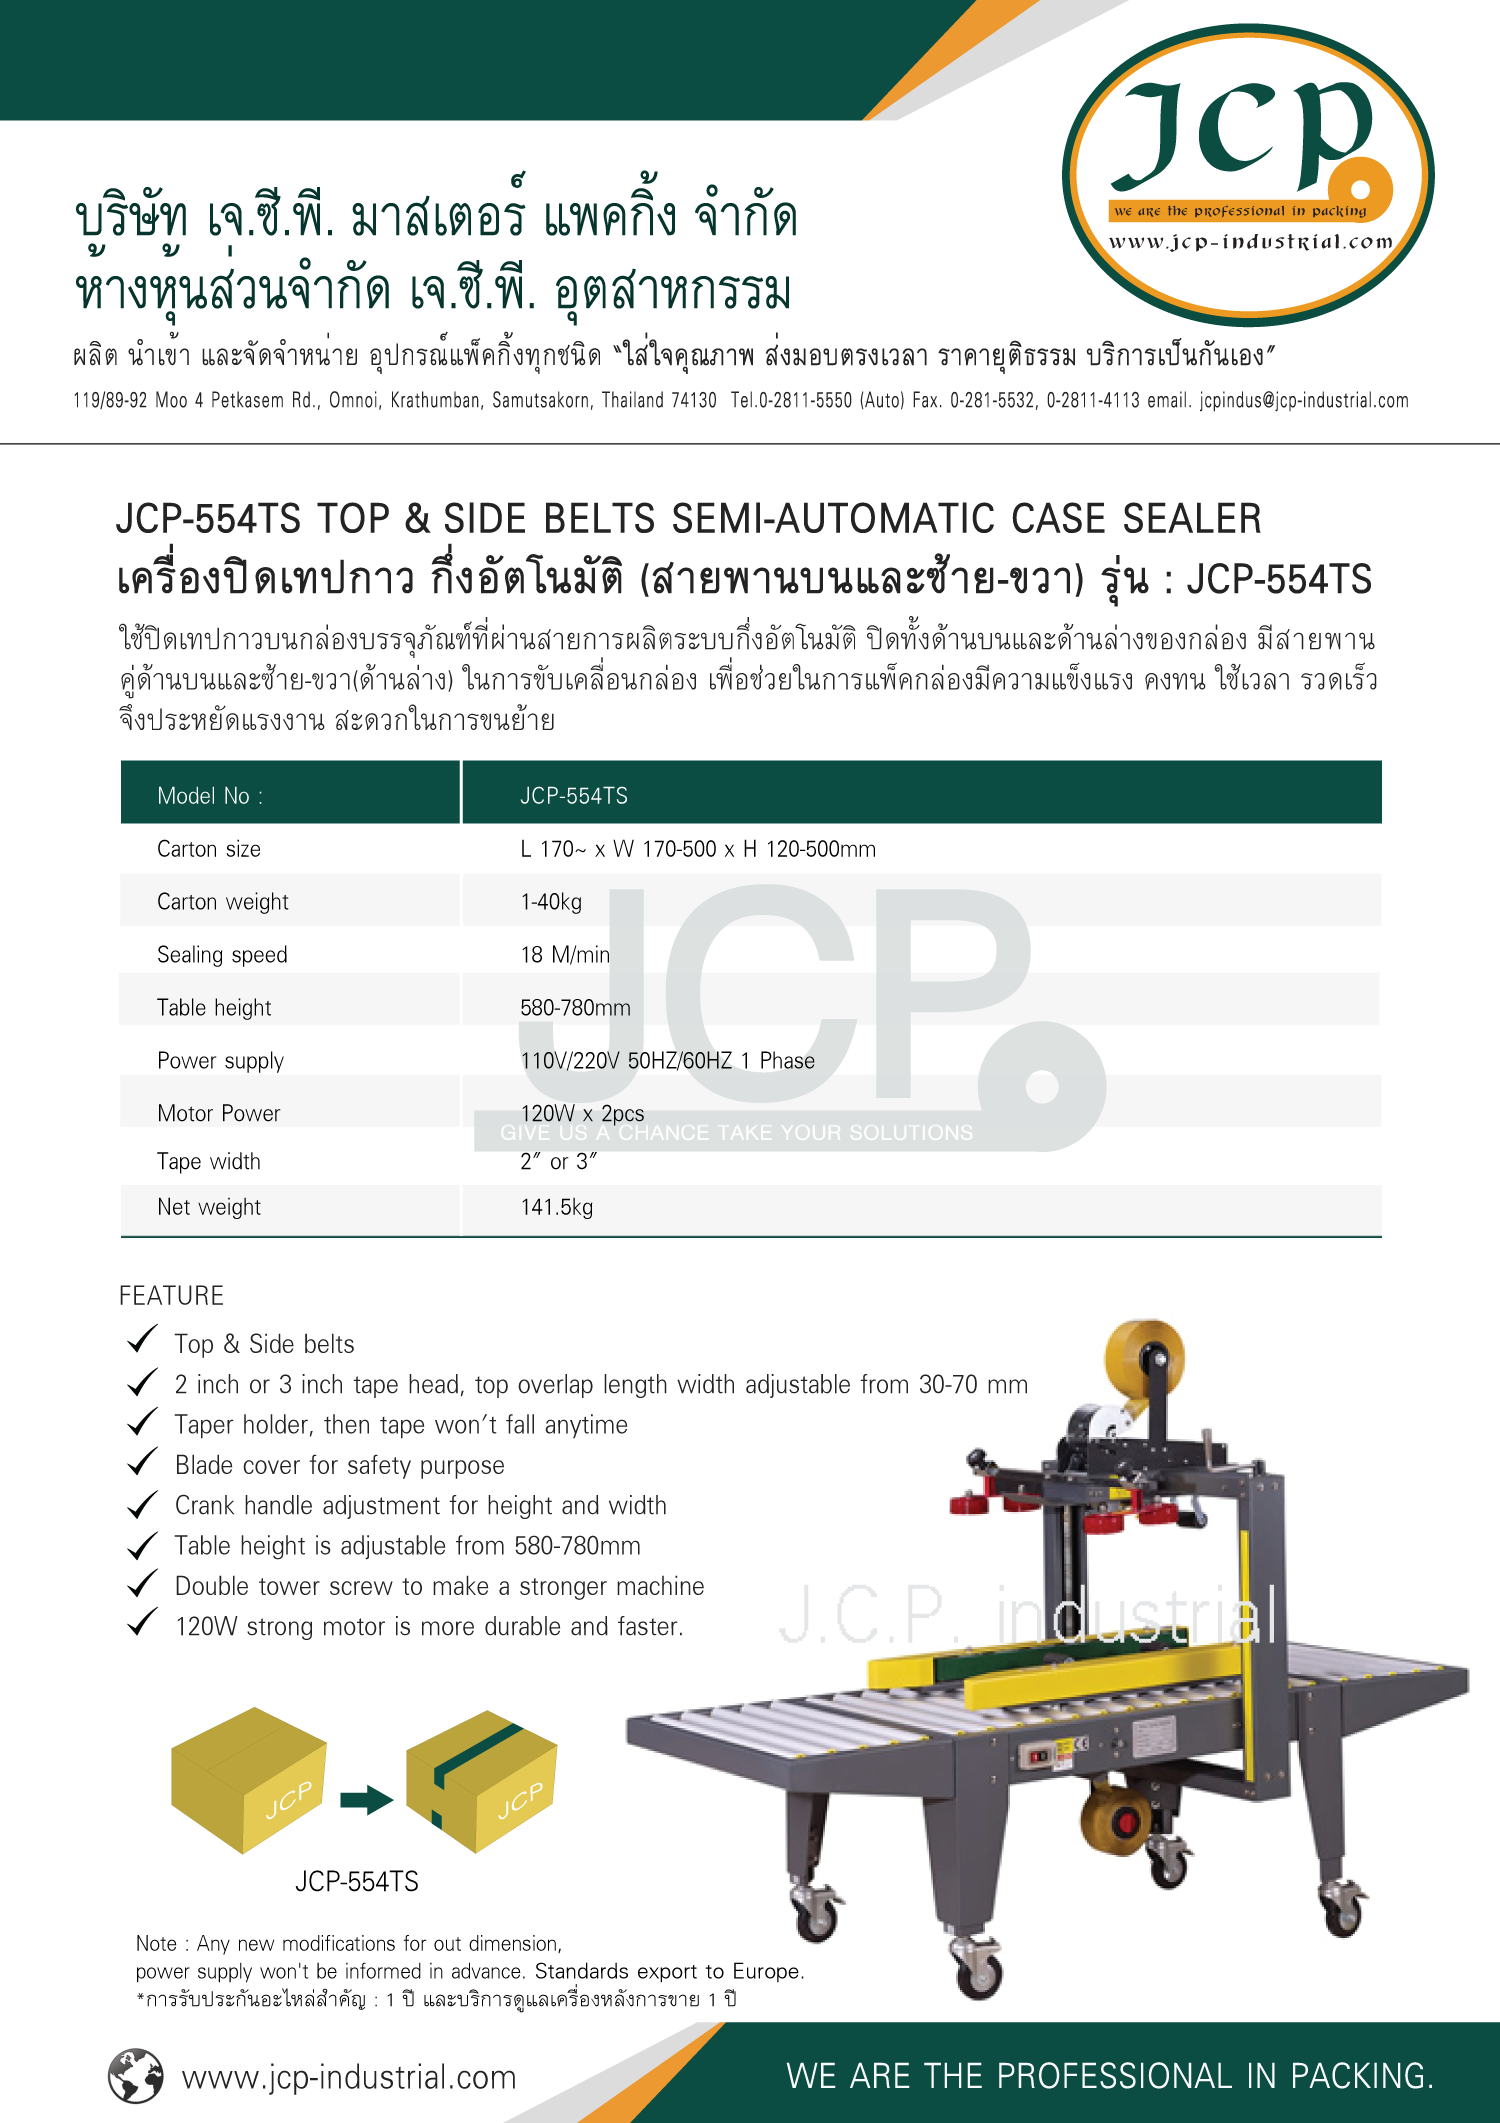 JCP
we are the professional in packing
www.jcp-industrial.com
บริษัท เจ.ซี.พี. มาสเตอร์ แพคกิ้ง จำกัด
ห้างหุ้นส่วนจำกัด เจ.ซี.พี. อุตสาหกรรม
ผลิต นำเข้า และจัดจำหน่าย อุปกรณ์แพ็คกิ้งทุกชนิด “ใส่ใจคุณภาพ ส่งมอบตรงเวลา ราคายุติธรรม บริการเป็นกันเอง”
119/89-92 Moo 4 Petkasem Rd., Omnoi, Krathumban, Samutsakorn, Thailand 74130 Tel.0-2811-5550 (Auto) Fax. 0-281-5532, 0-2811-4113 email. jcpindus@jcp-industrial.com
JCP-554TS TOP & SIDE BELTS SEMI-AUTOMATIC CASE SEALER
เครื่องปิดเทปกาว กึ่งอัตโนมัติ (สายพานบนและซ้าย-ขวา) รุ่น : JCP-554TS
ใช้ปิดเทปกาวบนกล่องบรรจุภัณฑ์ที่ผ่านสายการผลิตระบบกึ่งอัตโนมัติ ปิดทั้งด้านบนและด้านล่างของกล่อง มีสายพาน
คู่ด้านบนและซ้าย-ขวา(ด้านล่าง) ในการขับเคลื่อนกล่อง เพื่อช่วยในการแพ็คกล่องมีความแข็งแรง คงทน ใช้เวลา รวดเร็ว
จึงประหยัดแรงงาน สะดวกในการขนย้าย
Model No : JCP-554TS
Carton size L 170~ x W 170-500 x H 120-500mm
Carton weight 1-40kg
Sealing speed 18 M/min
Table height 580-780mm
Power supply 110V/220V 50HZ/60HZ 1 Phase
Motor Power 120W x 2pcs
Tape width 2″ or 3″
Net weight 141.5kg
JCP
GIVE US A CHANCE TAKE YOUR SOLUTIONS
FEATURE
Top & Side belts
2 inch or 3 inch tape head, top overlap length width adjustable from 30-70 mm
Taper holder, then tape won’t fall anytime
Blade cover for safety purpose
Crank handle adjustment for height and width
Table height is adjustable from 580-780mm
Double tower screw to make a stronger machine
120W strong motor is more durable and faster.
J.C.P. industrial
CE
JCP
JCP
JCP-554TS
Note : Any new modifications for out dimension,
power supply won't be informed in advance. Standards export to Europe.
*การรับประกันอะไหล่สำคัญ : 1 ปี และบริการดูแลเครื่องหลังการขาย 1 ปี
www.jcp-industrial.com
WE ARE THE PROFESSIONAL IN PACKING.